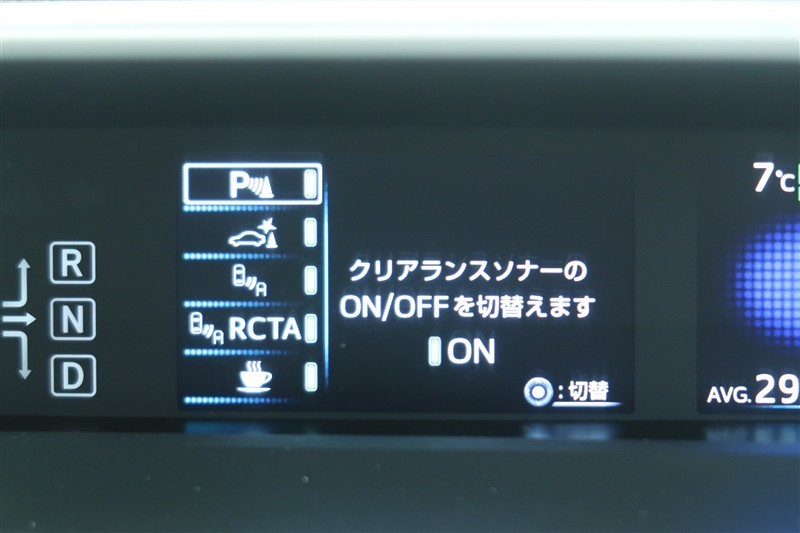 P
RCTA
R
N
D
クリアランスソナーの
ON/OFFを切替えます
ON
:切替
7℃
AVG. 29